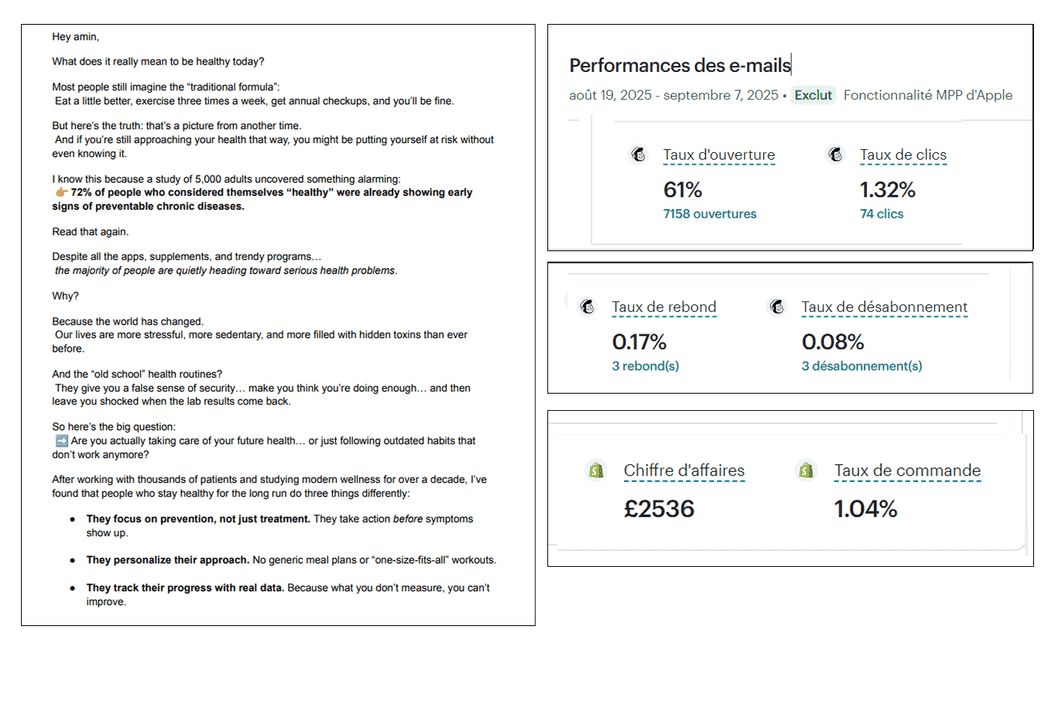 Hey amin,
What does it really mean to be healthy today?
Most people still imagine the “traditional formula”:
Eat a little better, exercise three times a week, get annual checkups, and you’ll be fine.
But here’s the truth: that’s a picture from another time.
And if you’re still approaching your health that way, you might be putting yourself at risk without
even knowing it.
I know this because a study of 5,000 adults uncovered something alarming:
👉🏽 72% of people who considered themselves “healthy” were already showing early
signs of preventable chronic diseases.
Read that again.
Despite all the apps, supplements, and trendy programs…
the majority of people are quietly heading toward serious health problems.
Why?
Because the world has changed.
Our lives are more stressful, more sedentary, and more filled with hidden toxins than ever
before.
And the “old school” health routines?
They give you a false sense of security… make you think you’re doing enough… and then
leave you shocked when the lab results come back.
So here’s the big question:
➡️ Are you actually taking care of your future health… or just following outdated habits that
don’t work anymore?
After working with thousands of patients and studying modern wellness for over a decade, I’ve
found that people who stay healthy for the long run do three things differently:
● They focus on prevention, not just treatment. They take action before symptoms
show up.
● They personalize their approach. No generic meal plans or “one-size-fits-all” workouts.
● They track their progress with real data. Because what you don’t measure, you can’t
improve.
Performances des e-mails
août 19, 2025 - septembre 7, 2025 • Exclut Fonctionnalité MPP d'Apple
Taux d'ouverture Taux de clics
61% 1.32%
7158 ouvertures 74 clics
Taux de rebond Taux de désabonnement
0.17% 0.08%
3 rebond(s) 3 désabonnement(s)
Chiffre d'affaires Taux de commande
£2536 1.04%